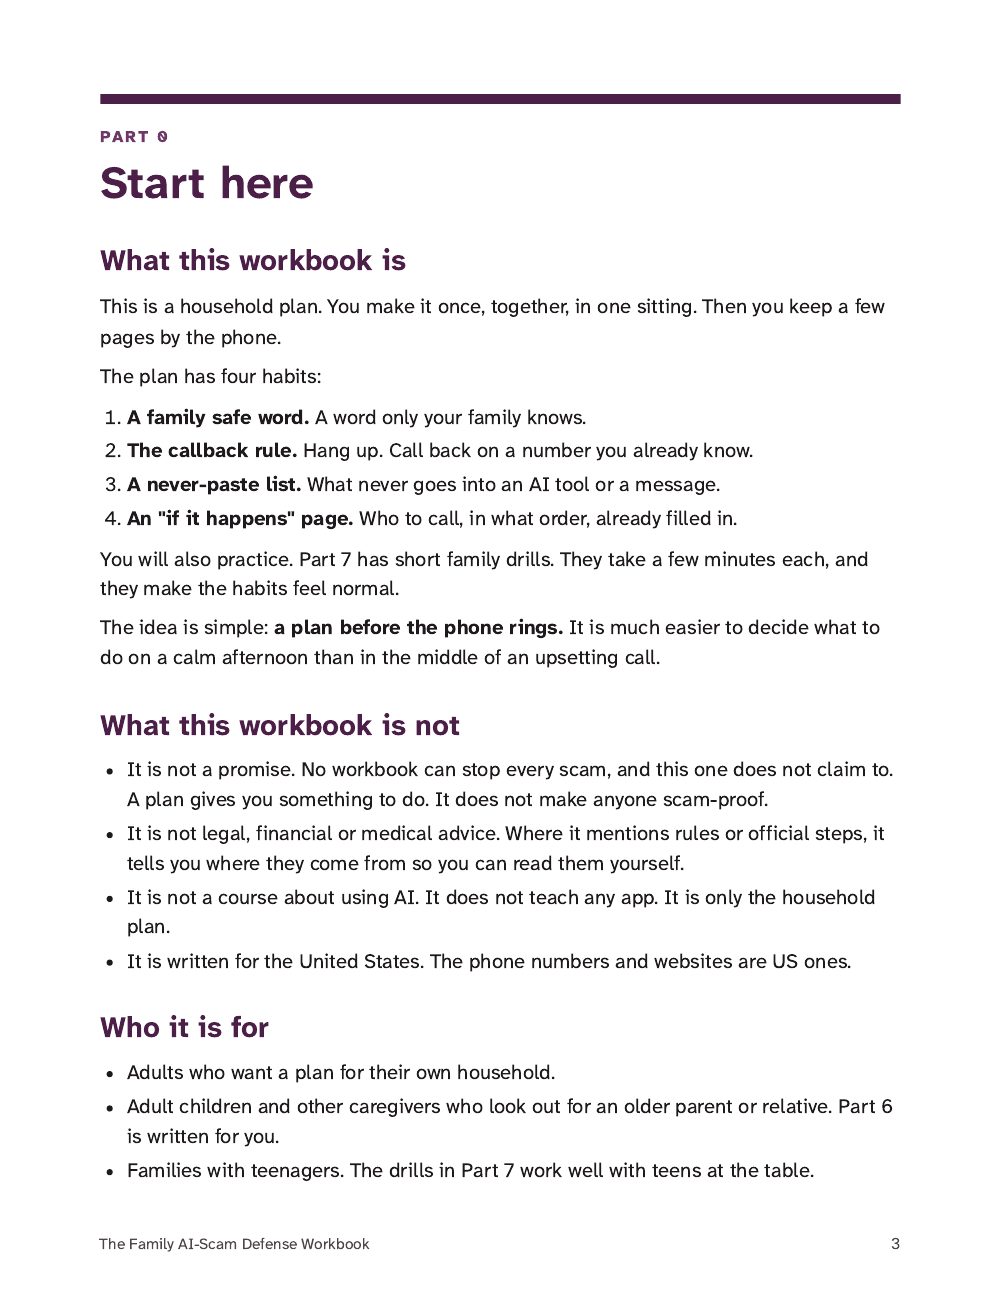 PART 0
Start here
What this workbook is
This is a household plan. You make it once, together, in one sitting. Then you keep a few
pages by the phone.
The plan has four habits:
1. A family safe word. A word only your family knows.
2. The callback rule. Hang up. Call back on a number you already know.
3. A never-paste list. What never goes into an AI tool or a message.
4. An "if it happens" page. Who to call, in what order, already filled in.
You will also practice. Part 7 has short family drills. They take a few minutes each, and
they make the habits feel normal.
The idea is simple: a plan before the phone rings. It is much easier to decide what to
do on a calm afternoon than in the middle of an upsetting call.
What this workbook is not
• It is not a promise. No workbook can stop every scam, and this one does not claim to.
A plan gives you something to do. It does not make anyone scam-proof.
• It is not legal, financial or medical advice. Where it mentions rules or official steps, it
tells you where they come from so you can read them yourself.
• It is not a course about using AI. It does not teach any app. It is only the household
plan.
• It is written for the United States. The phone numbers and websites are US ones.
Who it is for
• Adults who want a plan for their own household.
• Adult children and other caregivers who look out for an older parent or relative. Part 6
is written for you.
• Families with teenagers. The drills in Part 7 work well with teens at the table.
The Family AI-Scam Defense Workbook
3